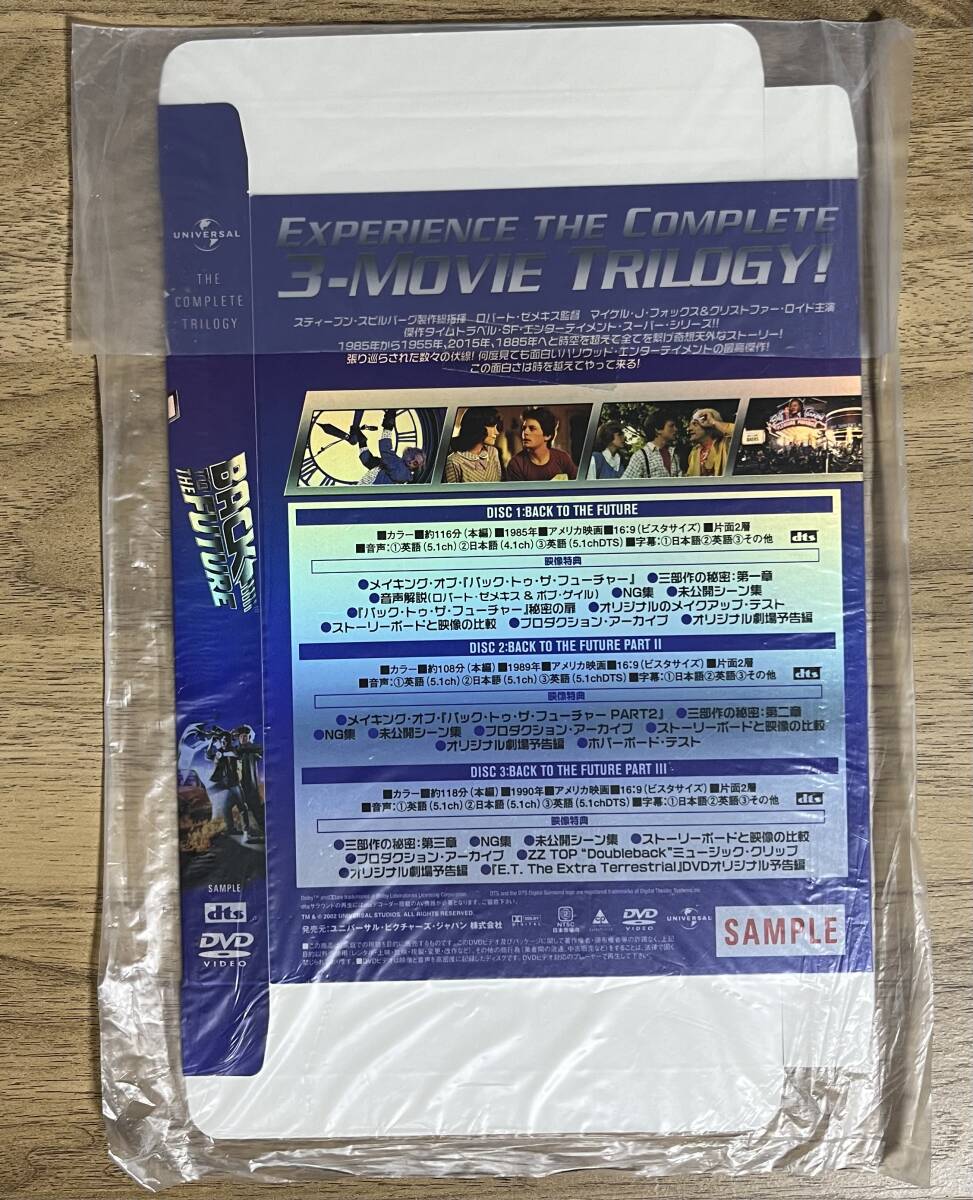 UNIVERSAL
THE
COMPLETE
TRILOGY
BACK
TO THE
FUTURE
SAMPLE
dts
DVD
VIDEO
EXPERIENCE THE COMPLETE
3-MOVIE TRILOGY!
スティーブン・スピルバーグ製作総指揮 ロバート・ゼメキス監督 マイケル・J・フォックス&クリストファー・ロイド主演
傑作タイムトラベル・SF・エンターテイメント・スーパー・シリーズ!!
1985年から1955年、2015年、1885年へと時空を超えて全てを繋げ奇想天外なストーリー!
張り巡らされた数々の伏線!何度見ても面白いハリウッド・エンターテイメントの最高傑作!
この面白さは時を越えてやって来る!
DISC 1:BACK TO THE FUTURE
■カラー■約116分(本編)■1985年■アメリカ映画■16:9(ビスタサイズ)■片面2層
■音声:①英語(5.1ch)②日本語(4.1ch)③英語(5.1chDTS)■字幕:①日本語②英語③その他
dts
映像特典
●メイキング・オブ・『バック・トゥ・ザ・フューチャー』 ●三部作の秘密:第一章
●音声解説(ロバート・ゼメキス & ボブ・ゲイル) ●NG集 ●未公開シーン集
●『バック・トゥ・ザ・フューチャー』秘密の扉 ●オリジナルのメイクアップ・テスト
●ストーリーボードと映像の比較 ●プロダクション・アーカイブ ●オリジナル劇場予告編
DISC 2:BACK TO THE FUTURE PART II
■カラー■約108分(本編)■1989年■アメリカ映画■16:9(ビスタサイズ)■片面2層
■音声:①英語(5.1ch)②日本語(5.1ch)③英語(5.1chDTS)■字幕:①日本語②英語③その他
dts
映像特典
●メイキング・オブ・『バック・トゥ・ザ・フューチャー PART2』 ●三部作の秘密:第二章
●NG集 ●未公開シーン集 ●プロダクション・アーカイブ ●ストーリーボードと映像の比較
●オリジナル劇場予告編 ●ホバーボード・テスト
DISC 3:BACK TO THE FUTURE PART III
■カラー■約118分(本編)■1990年■アメリカ映画■16:9(ビスタサイズ)■片面2層
■音声:①英語(5.1ch)②日本語(5.1ch)③英語(5.1chDTS)■字幕:①日本語②英語③その他
dts
映像特典
●三部作の秘密:第三章 ●NG集 ●未公開シーン集 ●ストーリーボードと映像の比較
●プロダクション・アーカイブ ●ZZ TOP "Doubleback"ミュージック・クリップ
●オリジナル劇場予告編 ●『E.T. The Extra Terrestrial』DVDオリジナル予告編
DTS and the DTS Digital Surround logo are registered trademarks of Digital Theater Systems, Inc.
TM & © 2002 UNIVERSAL STUDIOS. ALL RIGHTS RESERVED.
発売元:ユニバーサル・ピクチャーズ・ジャパン 株式会社
2
NTSC
日本市場向
DVD
VIDEO
UNIVERSAL
SAMPLE